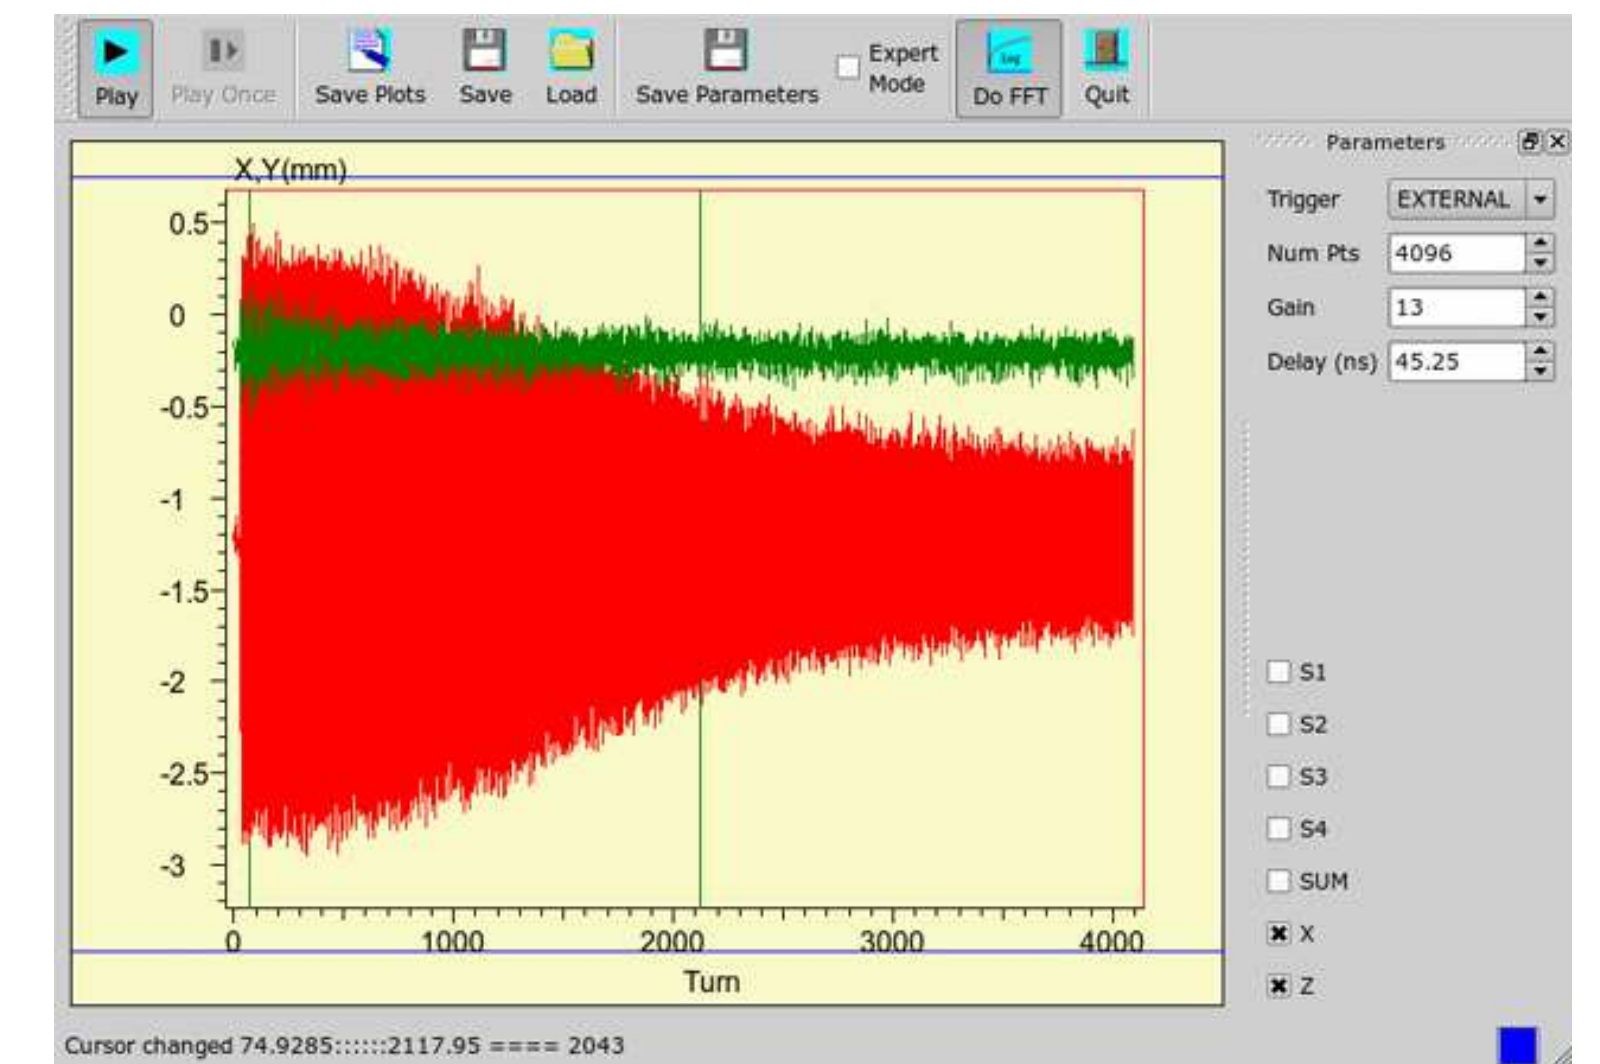 Play
Play Once
Save Plots
Save
Load
Save Parameters
Expert
Mode
Log
Do FFT
Quit
X,Y(mm)
0.5
0
-0.5
-1
-1.5
-2
-2.5
-3
0 1000 2000 3000 4000
Turn
Parameters
Trigger EXTERNAL
Num Pts 4096
Gain 13
Delay (ns) 45.25
S1
S2
S3
S4
SUM
X
Z
Cursor changed 74.9285::::::2117.95 ==== 2043